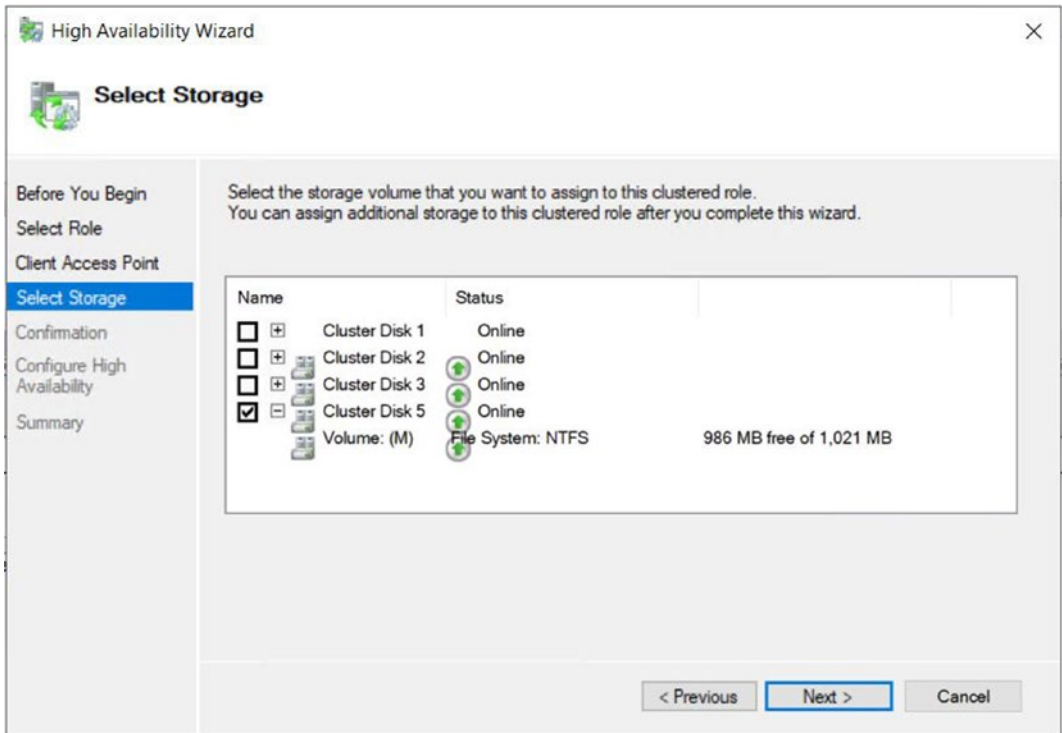 High Availability Wizard
Select Storage
Before You Begin
Select Role
Client Access Point
Select Storage
Confirmation
Configure High
Availability
Summary
Select the storage volume that you want to assign to this clustered role.
You can assign additional storage to this clustered role after you complete this wizard.
Name Status
Cluster Disk 1 Online
Cluster Disk 2 Online
Cluster Disk 3 Online
Cluster Disk 5 Online
Volume: (M) File System: NTFS 986 MB free of 1,021 MB
< Previous Next > Cancel